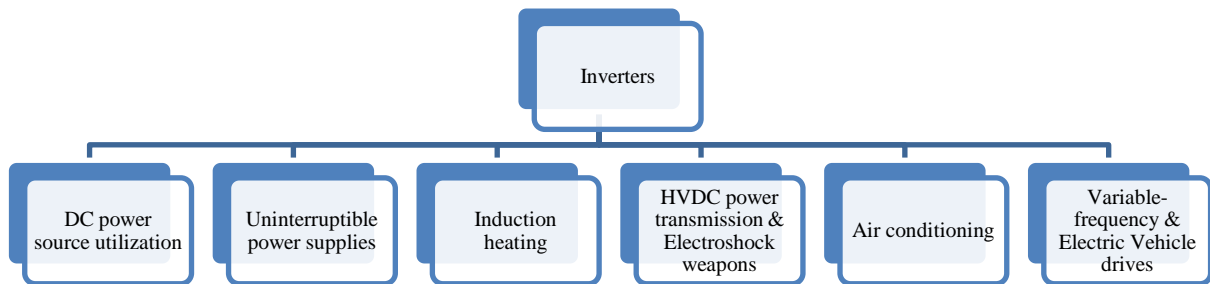 Inverters
DC power
source utilization
Uninterruptible
power supplies
Induction
heating
HVDC power
transmission &
Electroshock
weapons
Air conditioning
Variable-
frequency &
Electric Vehicle
drives